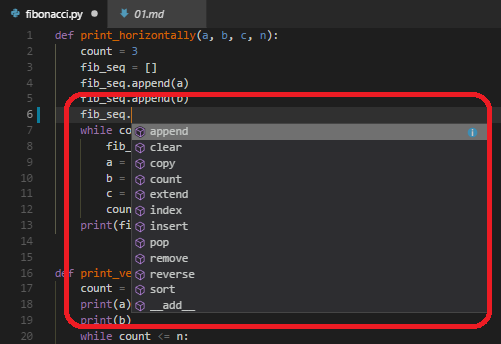 fibonacci.py 01.md
1 def print_horizontally(a, b, c, n):
2 count = 3
3 fib_seq = []
4 fib_seq.append(a)
5 fib_seq.append(b)
6 fib_seq.
7 while co append
8 fib_ clear
9 a = copy
10 b = count
11 c = extend
12 coun index
13 print(fi insert
14 pop
15 remove
16 def print_ve reverse
17 count = sort
18 print(a) __add__
19 print(b)
20 while count <= n: